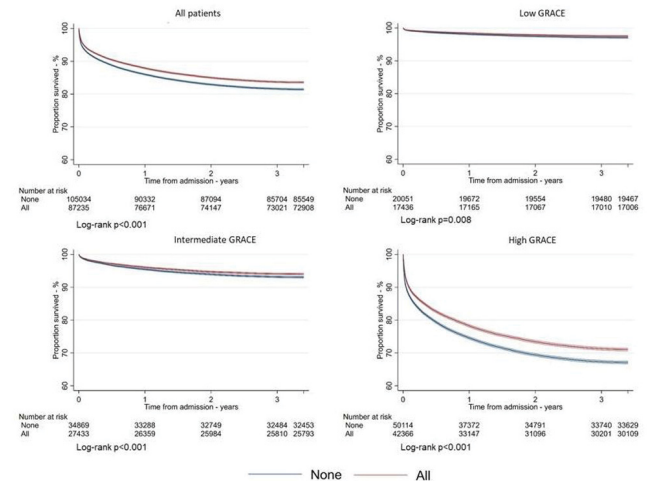 All patients
Proportion survived - %
100
90
80
70
60
0 1 2 3
Time from admission - years
Number at risk
None 105034 90332 87094 85704 85549
All 87235 76671 74147 73021 72908
Log-rank p<0.001
Low GRACE
Proportion survived - %
100
90
80
70
60
0 1 2 3
Time from admission - years
Number at risk
None 20051 19672 19554 19480 19467
All 17436 17165 17067 17010 17006
Log-rank p=0.008
Intermediate GRACE
Proportion survived - %
100
90
80
70
60
0 1 2 3
Time from admission - years
Number at risk
None 34869 33288 32749 32484 32453
All 27433 26359 25984 25810 25793
Log-rank p<0.001
High GRACE
Proportion survived - %
100
90
80
70
60
0 1 2 3
Time from admission - years
Number at risk
None 50114 37372 34791 33740 33629
All 42366 33147 31096 30201 30109
Log-rank p<0.001
None All